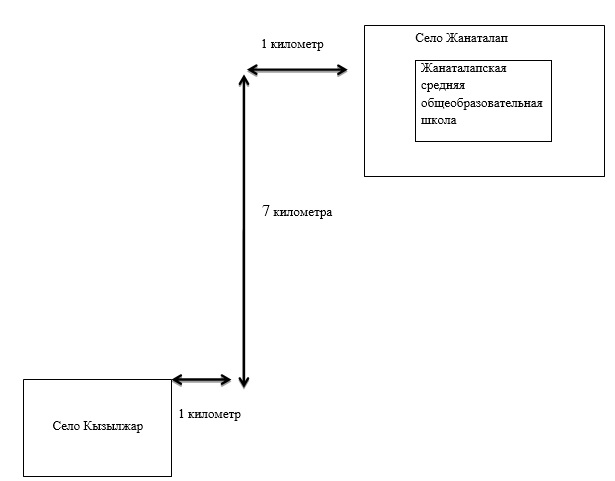 1 километр
Село Жанаталап
Жанаталапская
средняя
общеобразовательная
школа
7 километра
1 километр
Село Кызылжар